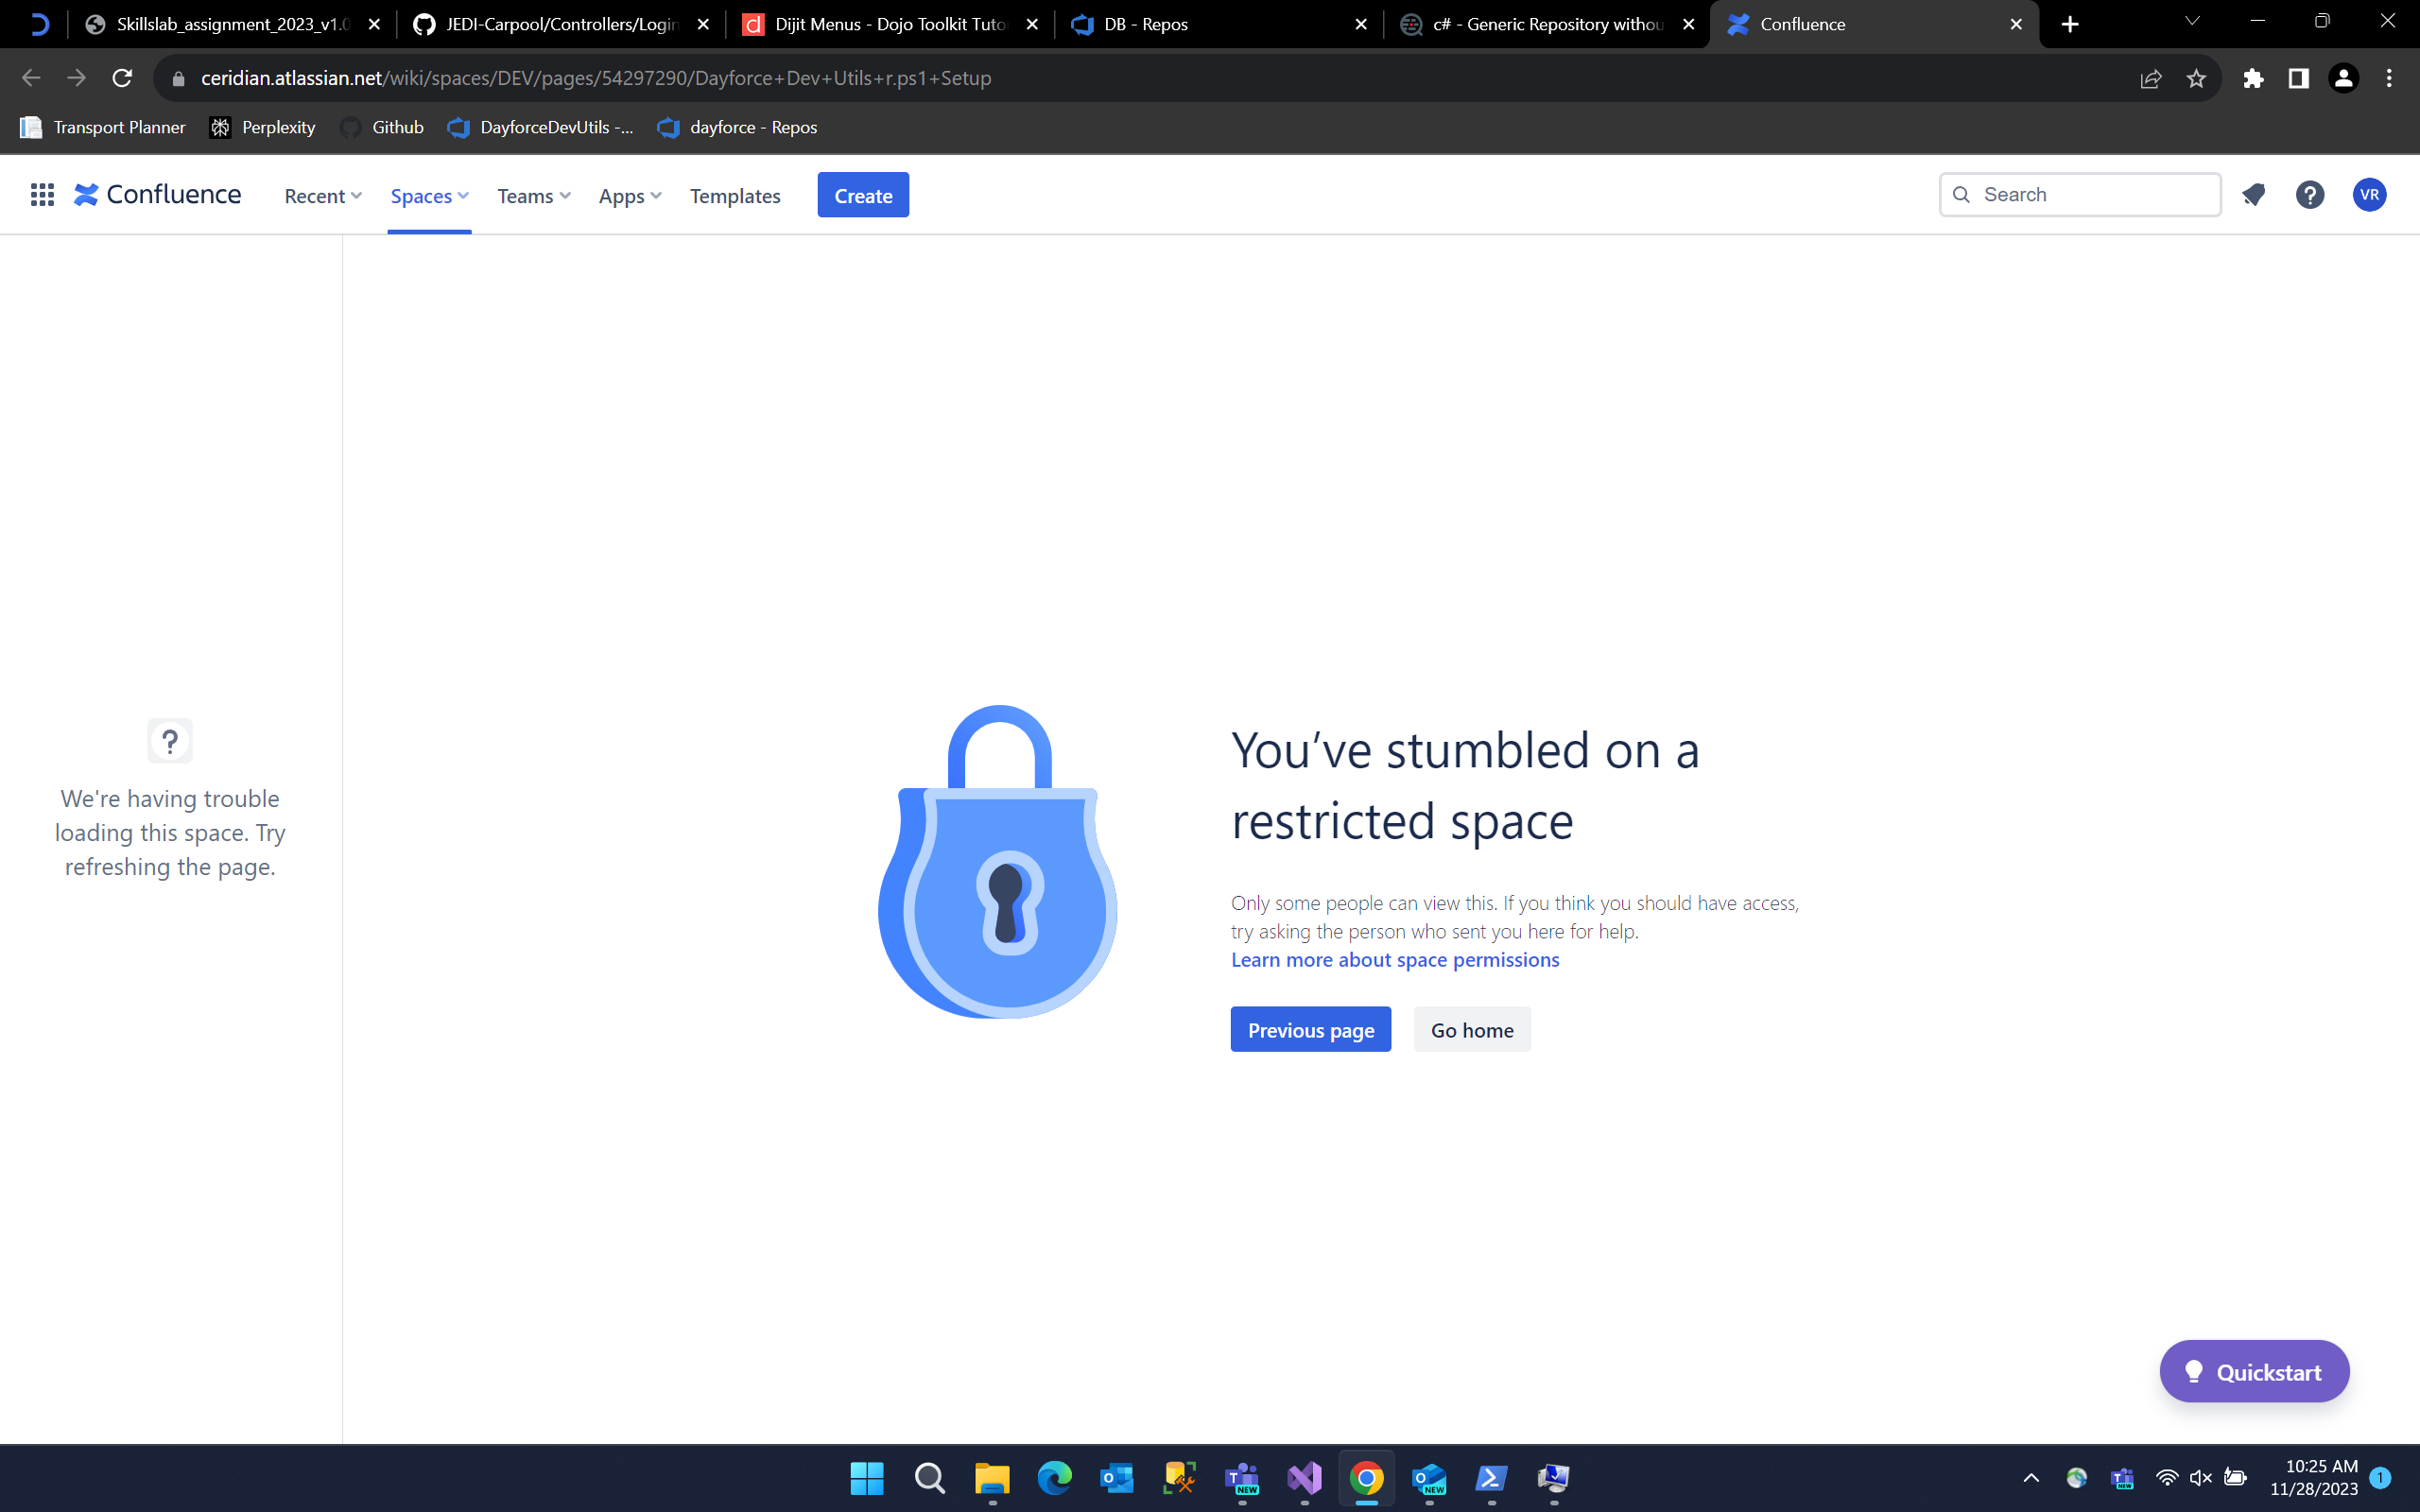 Skillslab_assignment_2023_v1.0
JEDI-Carpool/Controllers/Login
Dijit Menus - Dojo Toolkit Tuto
DB - Repos
c# - Generic Repository withou
Confluence
ceridian.atlassian.net/wiki/spaces/DEV/pages/54297290/Dayforce+Dev+Utils+r.ps1+Setup
Transport Planner
Perplexity
Github
DayforceDevUtils -...
dayforce - Repos
Confluence
Recent
Spaces
Teams
Apps
Templates
Create
Search
VR
We're having trouble
loading this space. Try
refreshing the page.
You've stumbled on a
restricted space
Only some people can view this. If you think you should have access,
try asking the person who sent you here for help.
Learn more about space permissions
Previous page
Go home
Quickstart
NEW
NEW
10:25 AM
11/28/2023
1